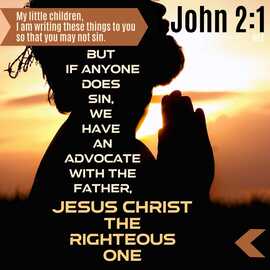 My little children,
I am writing these things to you
so that you may not sin.
John 2:1
BUT
IF ANYONE
DOES
SIN,
WE
HAVE
AN
ADVOCATE
WITH THE
FATHER,
JESUS CHRIST
THE
RIGHTEOUS
ONE